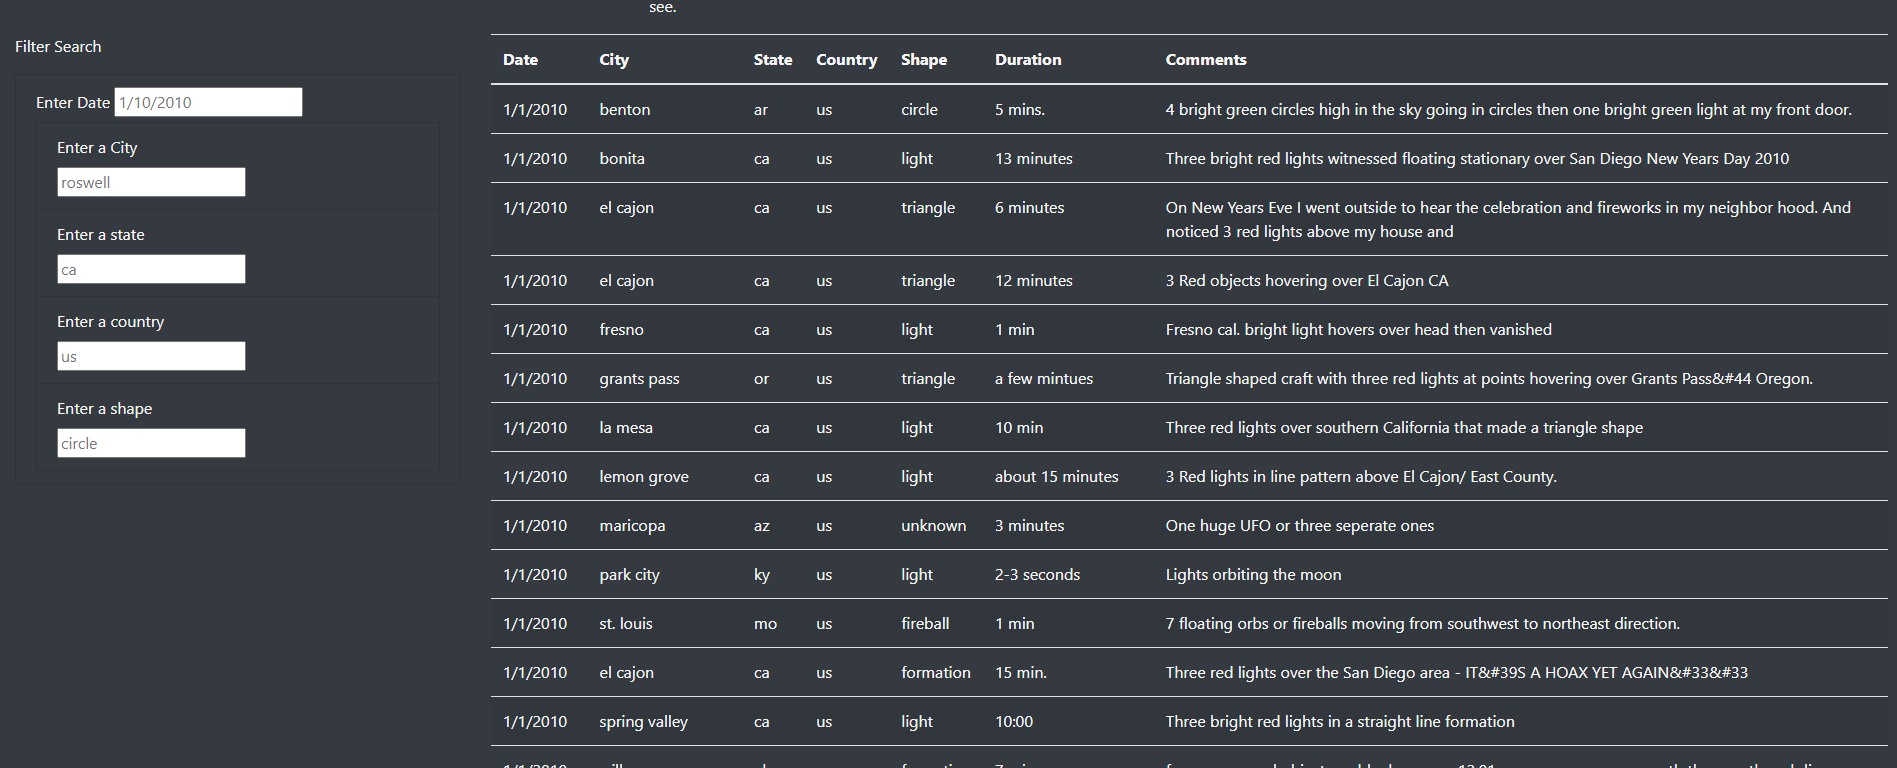 see.
Filter Search
Enter Date 1/10/2010
Enter a City
roswell
Enter a state
ca
Enter a country
us
Enter a shape
circle
Date City State Country Shape Duration Comments
1/1/2010 benton ar us circle 5 mins. 4 bright green circles high in the sky going in circles then one bright green light at my front door.
1/1/2010 bonita ca us light 13 minutes Three bright red lights witnessed floating stationary over San Diego New Years Day 2010
1/1/2010 el cajon ca us triangle 6 minutes On New Years Eve I went outside to hear the celebration and fireworks in my neighbor hood. And
noticed 3 red lights above my house and
1/1/2010 el cajon ca us triangle 12 minutes 3 Red objects hovering over El Cajon CA
1/1/2010 fresno ca us light 1 min Fresno cal. bright light hovers over head then vanished
1/1/2010 grants pass or us triangle a few mintues Triangle shaped craft with three red lights at points hovering over Grants Pass&#44 Oregon.
1/1/2010 la mesa ca us light 10 min Three red lights over southern California that made a triangle shape
1/1/2010 lemon grove ca us light about 15 minutes 3 Red lights in line pattern above El Cajon/ East County.
1/1/2010 maricopa az us unknown 3 minutes One huge UFO or three seperate ones
1/1/2010 park city ky us light 2-3 seconds Lights orbiting the moon
1/1/2010 st. louis mo us fireball 1 min 7 floating orbs or fireballs moving from southwest to northeast direction.
1/1/2010 el cajon ca us formation 15 min. Three red lights over the San Diego area - IT&#39S A HOAX YET AGAIN&#33&#33
1/1/2010 spring valley ca us light 10:00 Three bright red lights in a straight line formation